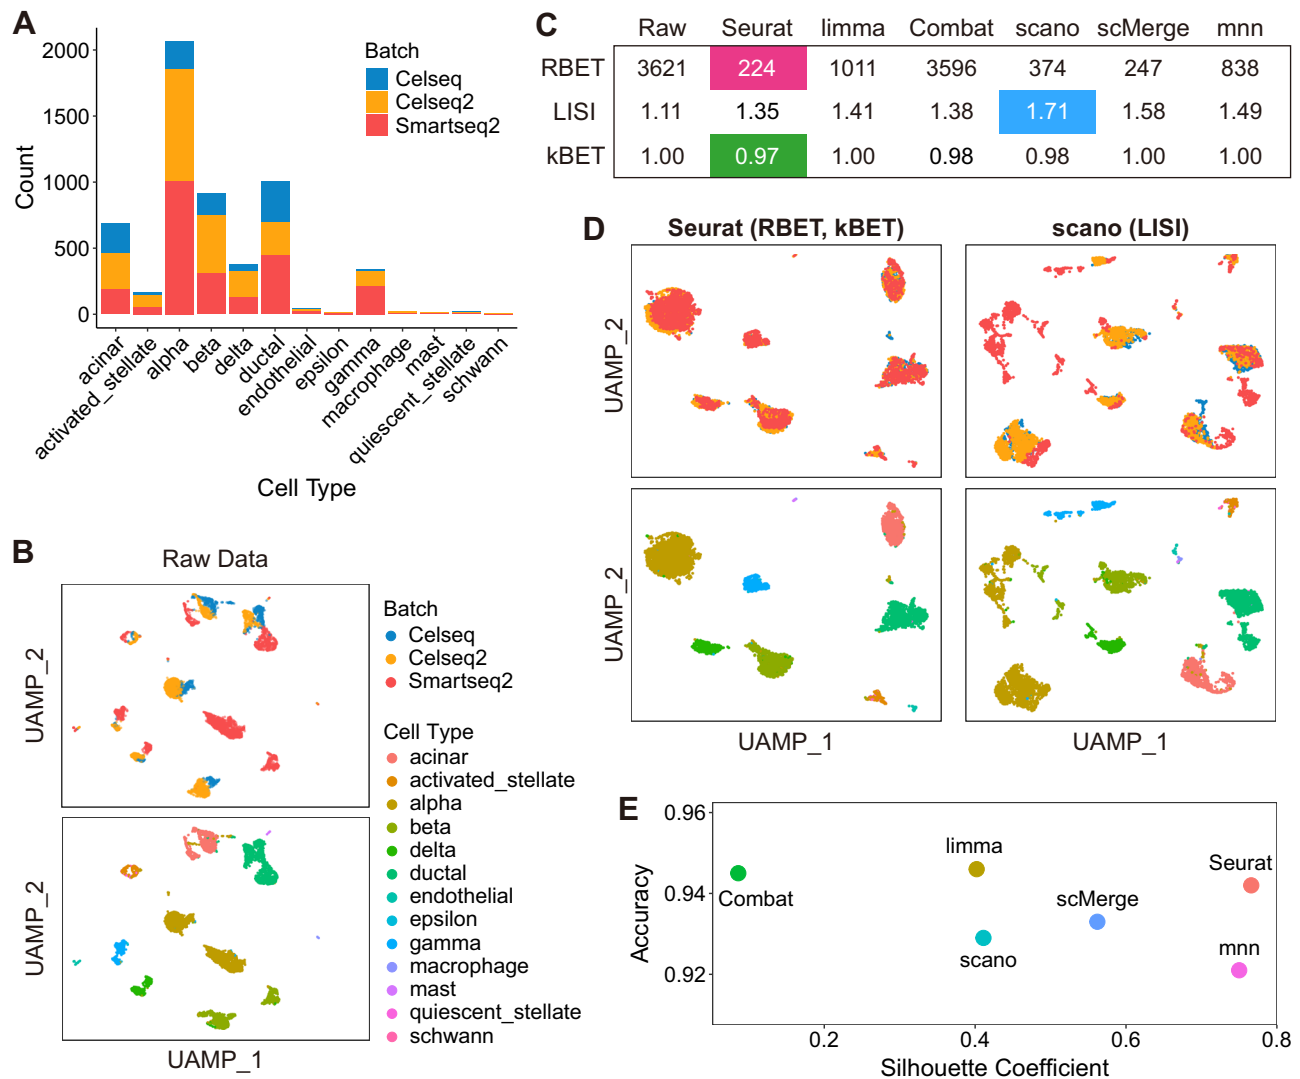 A
2000
1500
1000
500
0
Count
Batch
Celseq
Celseq2
Smartseq2
acinar
activated_stellate
alpha
beta
delta
ductal
endothelial
epsilon
gamma
macrophage
mast
quiescent_stellate
schwann
Cell Type
B
Raw Data
UAMP_2
UAMP_2
UAMP_1
Batch
Celseq
Celseq2
Smartseq2
Cell Type
acinar
activated_stellate
alpha
beta
delta
ductal
endothelial
epsilon
gamma
macrophage
mast
quiescent_stellate
schwann
C
Raw Seurat limma Combat scano scMerge mnn
RBET 3621 224 1011 3596 374 247 838
LISI 1.11 1.35 1.41 1.38 1.71 1.58 1.49
kBET 1.00 0.97 1.00 0.98 0.98 1.00 1.00
D
Seurat (RBET, kBET) scano (LISI)
UAMP_2
UAMP_2
UAMP_1 UAMP_1
E
0.96
0.94
0.92
Accuracy
limma
Seurat
Combat
scMerge
scano
mnn
0.2 0.4 0.6 0.8
Silhouette Coefficient